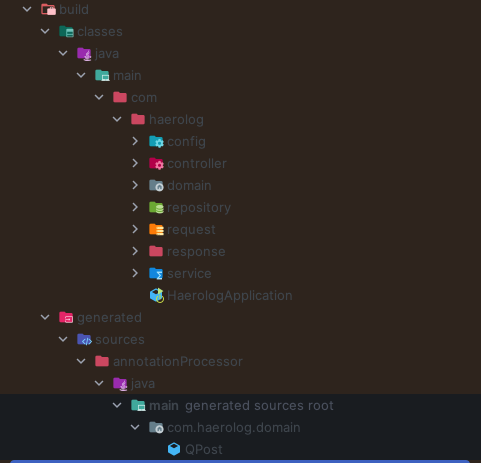 build
classes
java
main
com
haerolog
config
controller
domain
repository
request
response
service
HaerologApplication
generated
sources
annotationProcessor
java
main generated sources root
com.haerolog.domain
QPost